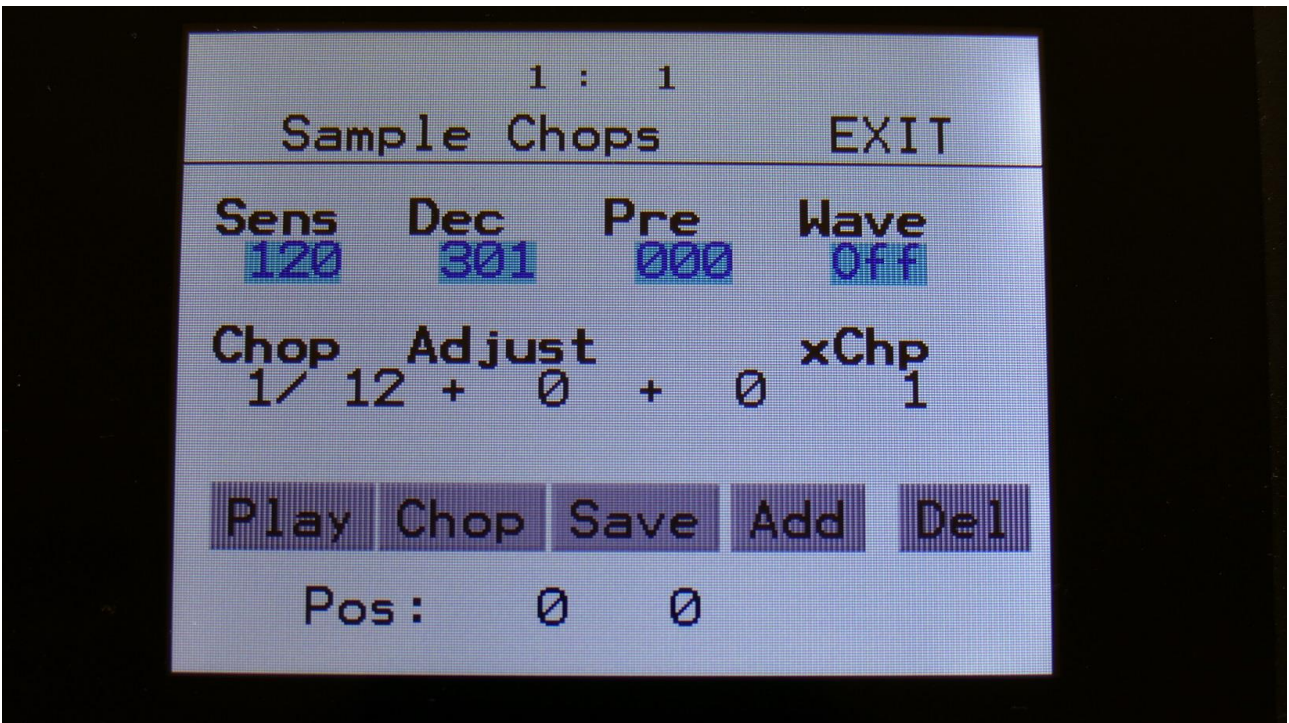 1 : 1
Sample Chops EXIT
Sens Dec Pre Wave
120 301 000 Off
Chop Adjust xChp
1/ 12 + 0 + 0 1
Play Chop Save Add Del
Pos: 0 0